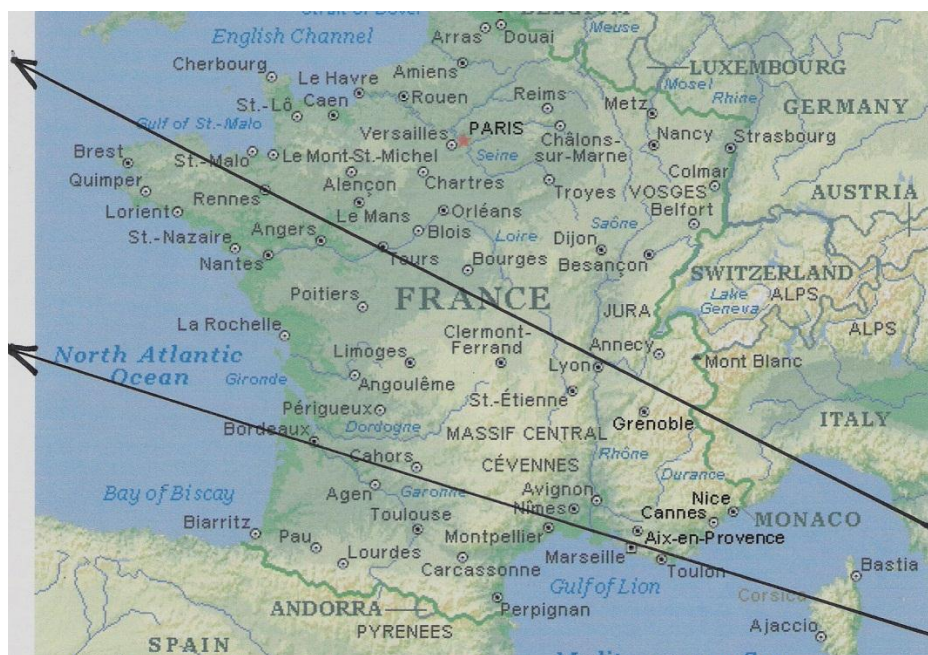 Strait of Dover
BELGIUM
English Channel
Arras
Douai
Meuse
Cherbourg
Amiens
LUXEMBOURG
Le Havre
Mosel
Rhine
St.-Lô
Caen
Rouen
Reims
Metz
GERMANY
Gulf of St.-Malo
Versailles
PARIS
Châlons-
sur-Marne
Nancy
Strasbourg
Brest
St.-Malo
Le Mont-St.-Michel
Seine
Colmar
Quimper
Rennes
Alençon
Chartres
Troyes
VOSGES
AUSTRIA
Lorient
Le Mans
Orléans
Saône
Belfort
St.-Nazaire
Angers
Blois
Loire
Dijon
Nantes
Tours
Bourges
Besançon
SWITZERLAND
Poitiers
FRANCE
JURA
Lake
Geneva
ALPS
La Rochelle
Clermont-
Ferrand
Annecy
ALPS
North Atlantic
Ocean
Limoges
Lyon
Mont Blanc
Gironde
Angoulême
St.-Étienne
Périgueux
Grenoble
ITALY
Bordeaux
Dordogne
MASSIF CENTRAL
Cahors
CÉVENNES
Rhône
Durance
Bay of Biscay
Agen
Garonne
Avignon
Nice
Biarritz
Toulouse
Nîmes
Cannes
MONACO
Pau
Montpellier
Aix-en-Provence
Lourdes
Carcassonne
Marseille
Toulon
Bastia
Gulf of Lion
Corsica
ANDORRA
Perpignan
PYRENEES
Ajaccio
SPAIN